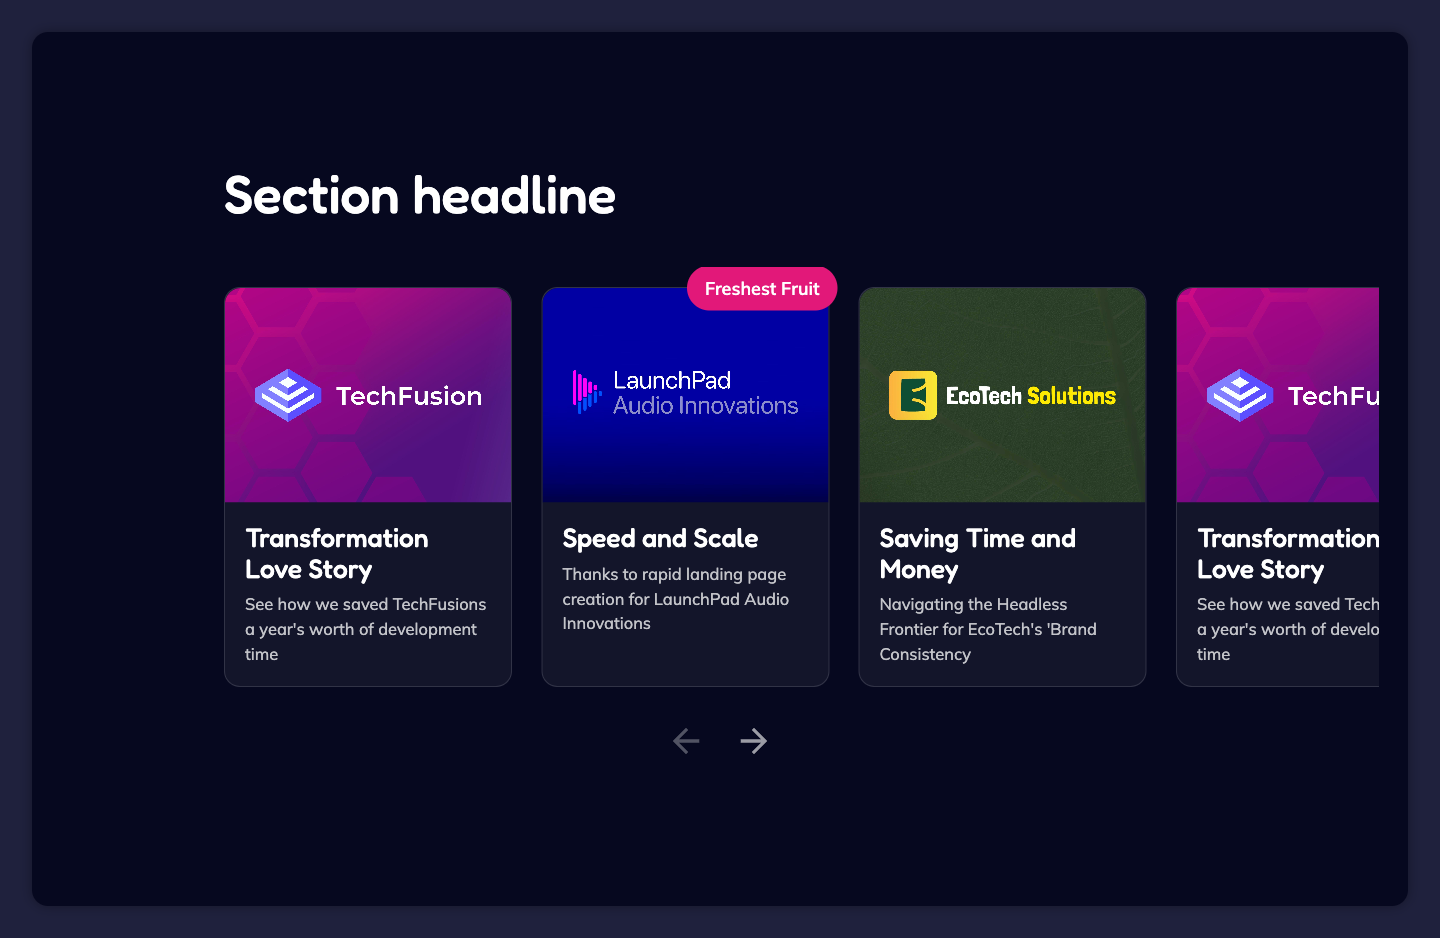 Section headline
Freshest Fruit
TechFusion
LaunchPad
Audio Innovations
EcoTech Solutions
TechFu
Transformation
Love Story
See how we saved TechFusions
a year's worth of development
time
Speed and Scale
Thanks to rapid landing page
creation for LaunchPad Audio
Innovations
Saving Time and
Money
Navigating the Headless
Frontier for EcoTech's 'Brand
Consistency
Transformation
Love Story
See how we saved Tech
a year's worth of develo
time